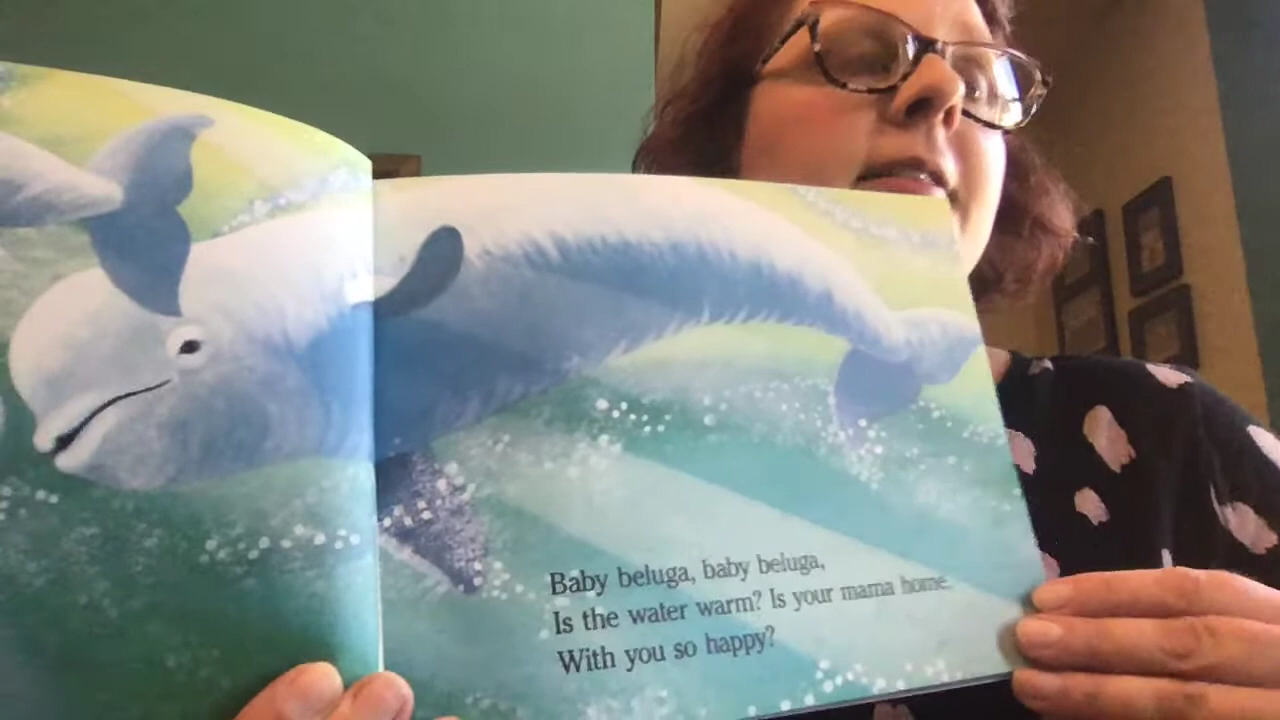 Baby beluga, baby beluga,
Is the water warm? Is your mama home
With you so happy?